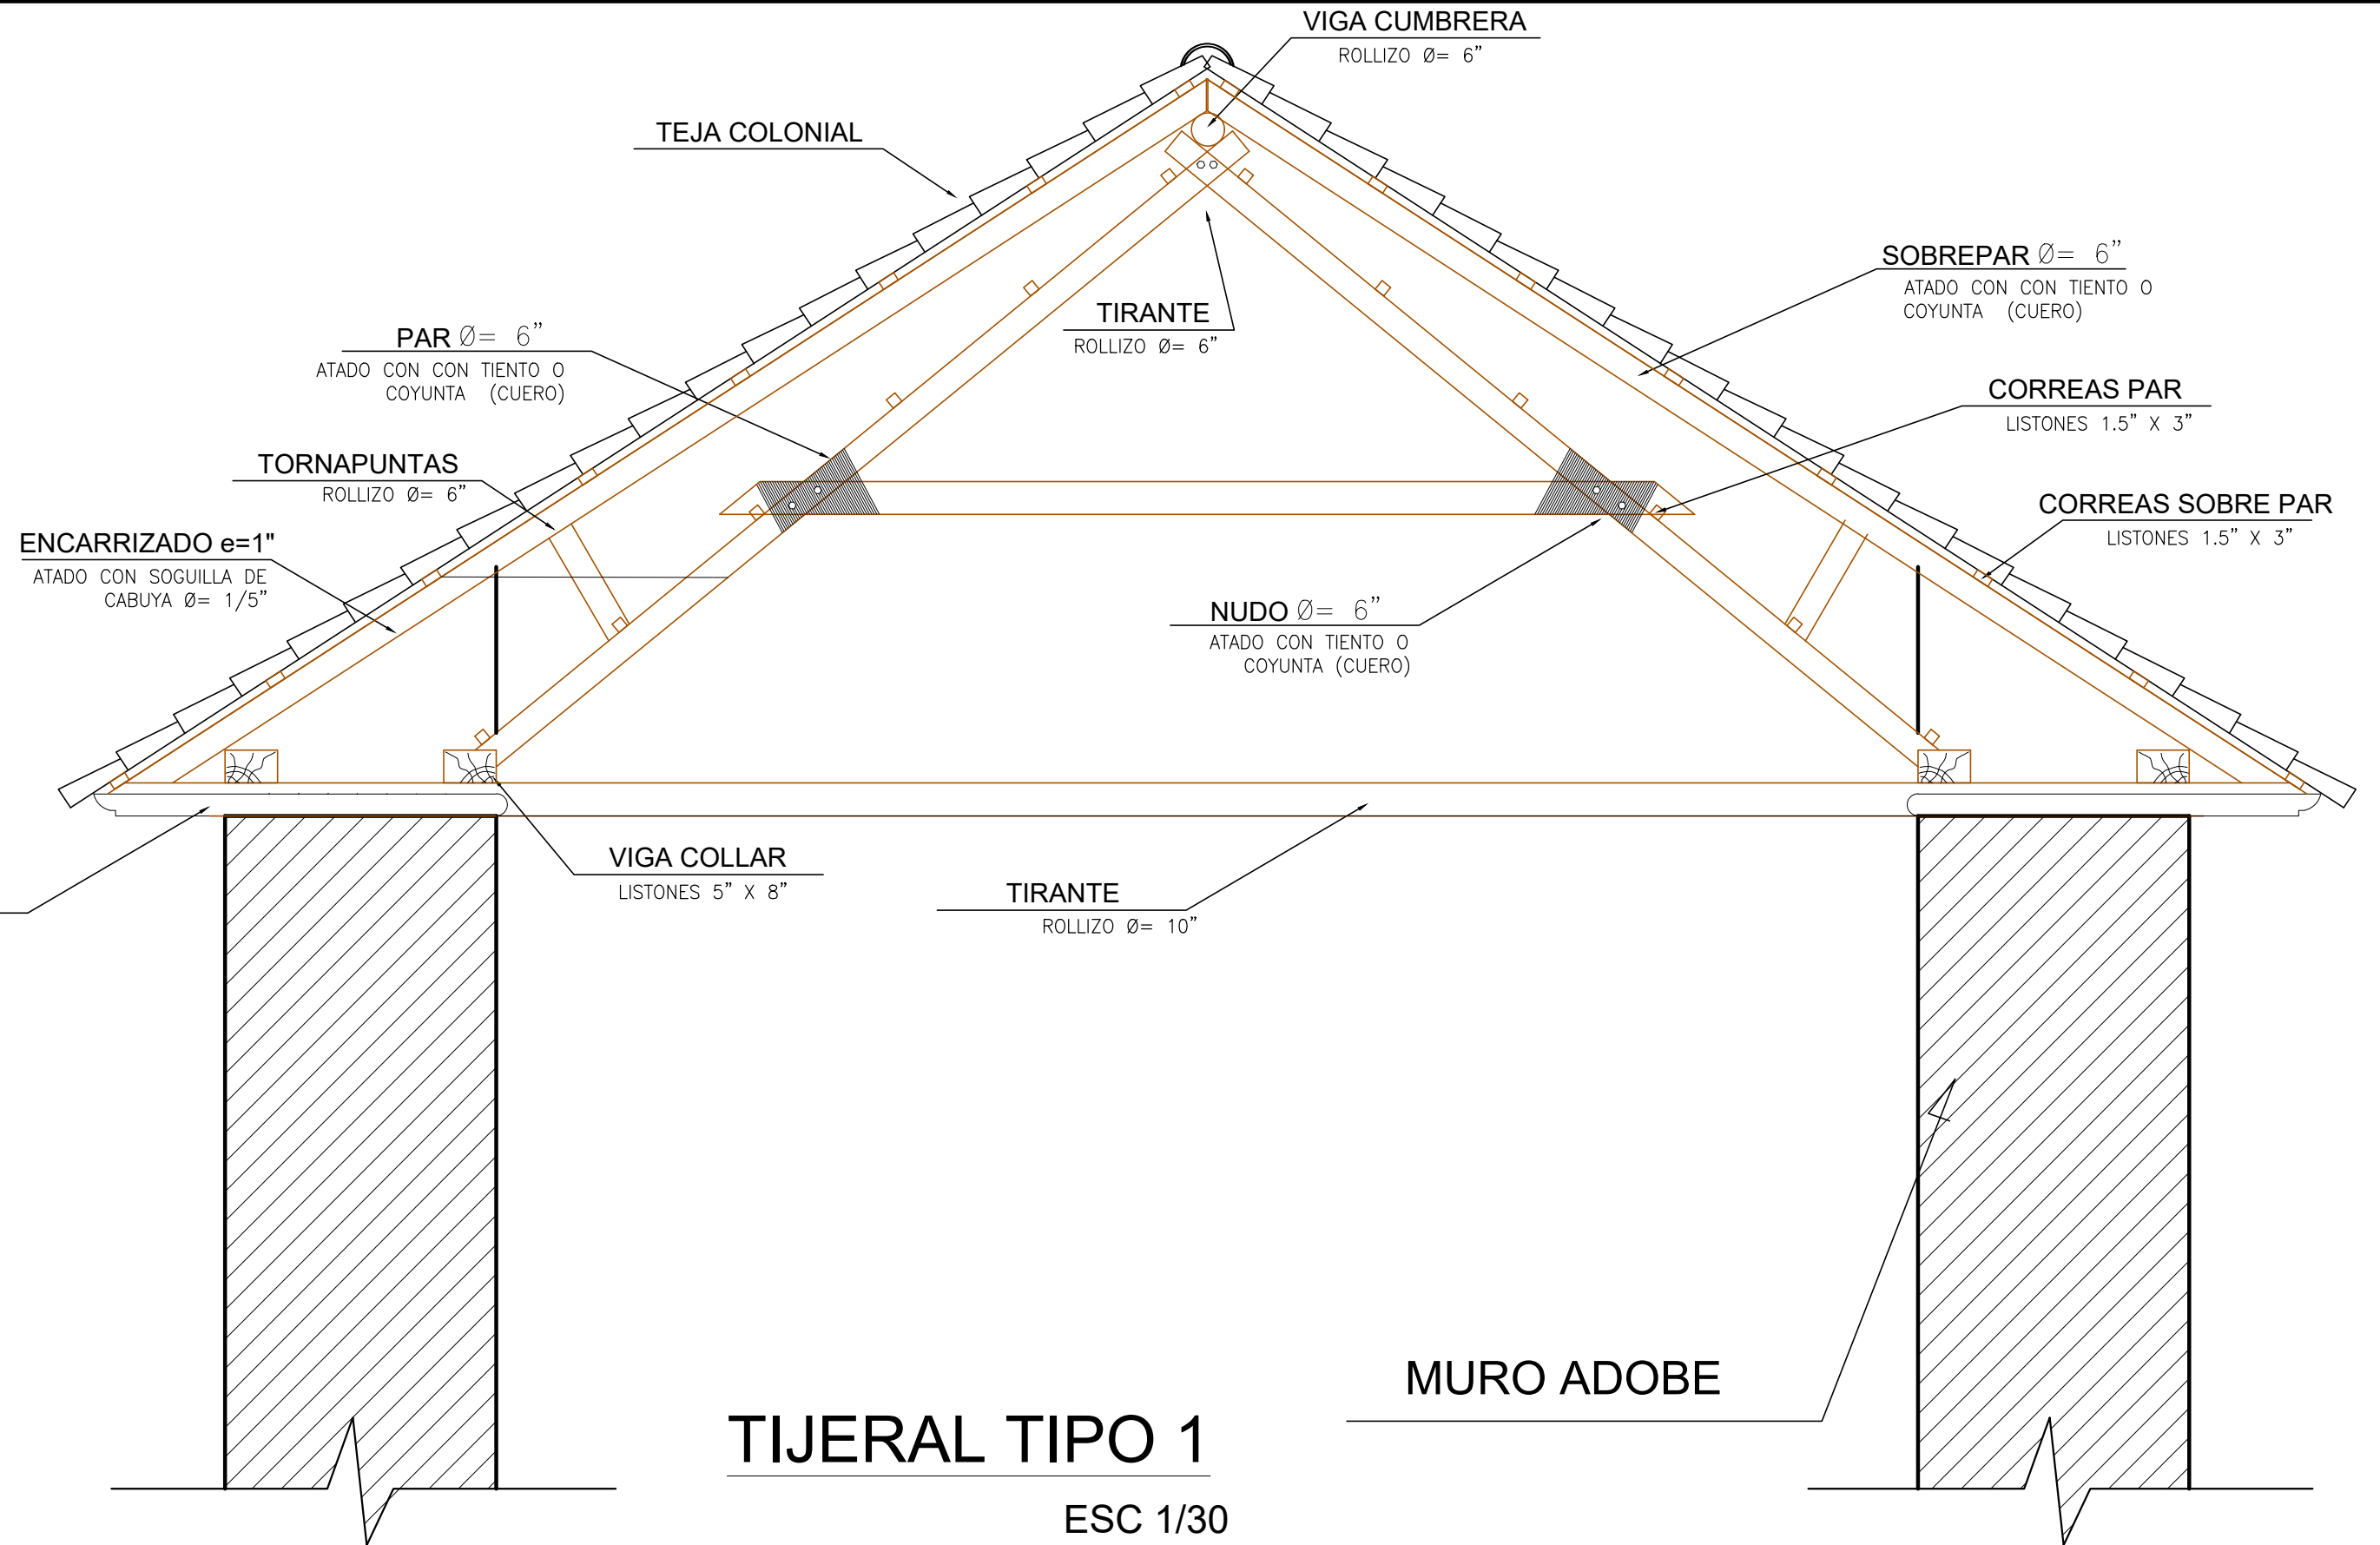 VIGA CUMBRERA
ROLLIZO Ø= 6"
TEJA COLONIAL
SOBREPAR Ø= 6"
ATADO CON CON TIENTO O
COYUNTA (CUERO)
TIRANTE
ROLLIZO Ø= 6"
PAR Ø= 6"
ATADO CON CON TIENTO O
COYUNTA (CUERO)
CORREAS PAR
LISTONES 1.5" X 3"
TORNAPUNTAS
ROLLIZO Ø= 6"
CORREAS SOBRE PAR
LISTONES 1.5" X 3"
ENCARRIZADO e=1"
ATADO CON SOGUILLA DE
CABUYA Ø= 1/5"
NUDO Ø= 6"
ATADO CON TIENTO O
COYUNTA (CUERO)
VIGA COLLAR
LISTONES 5" X 8"
TIRANTE
ROLLIZO Ø= 10"
MURO ADOBE
TIJERAL TIPO 1
ESC 1/30